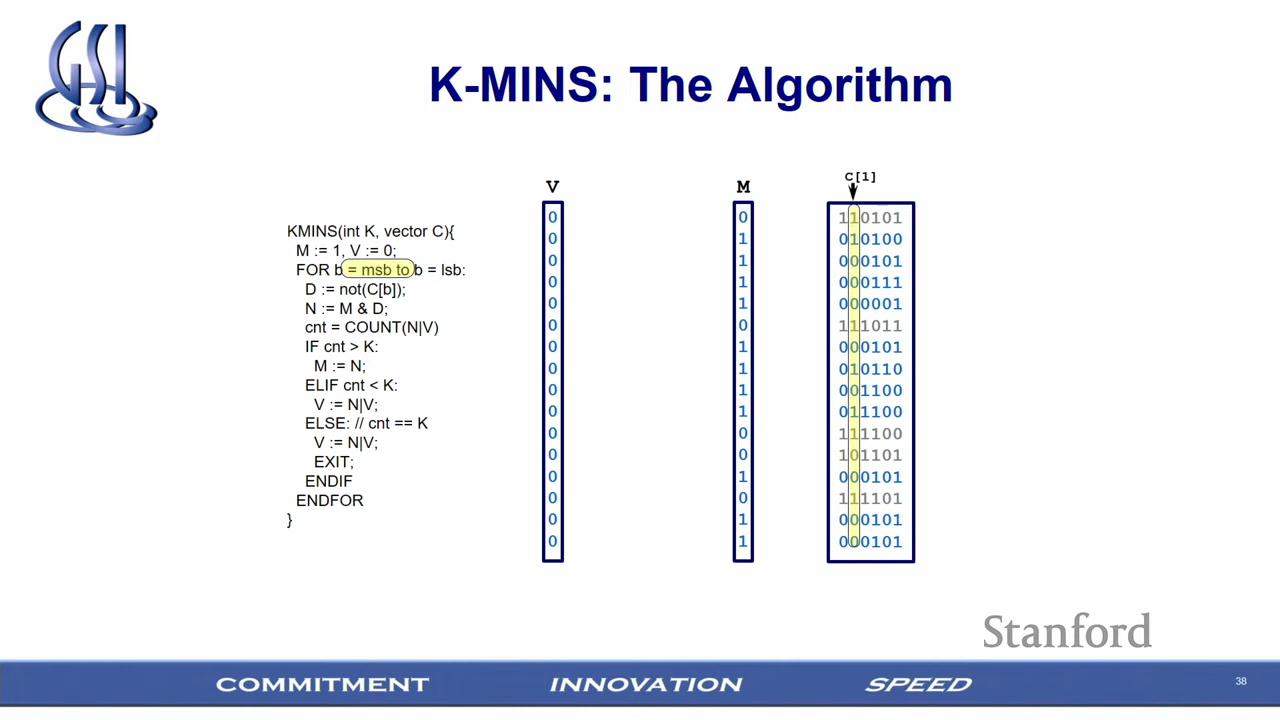 GSI
K-MINS: The Algorithm
C[1]
V
M
KMINS(int K, vector C){
M := 1, V := 0;
FOR b = msb to b = lsb:
D := not(C[b]);
N := M & D;
cnt = COUNT(N|V)
IF cnt > K:
M := N;
ELIF cnt < K:
V := N|V;
ELSE: // cnt == K
V := N|V;
EXIT;
ENDIF
ENDFOR
}
0 0 110101
0 1 010100
0 1 000101
0 1 000111
0 1 000001
0 0 111011
0 1 000101
0 1 010110
0 1 001100
0 1 011100
0 0 111100
0 0 101101
0 1 000101
0 0 111101
0 1 000101
0 1 000101
Stanford
COMMITMENT INNOVATION SPEED
38